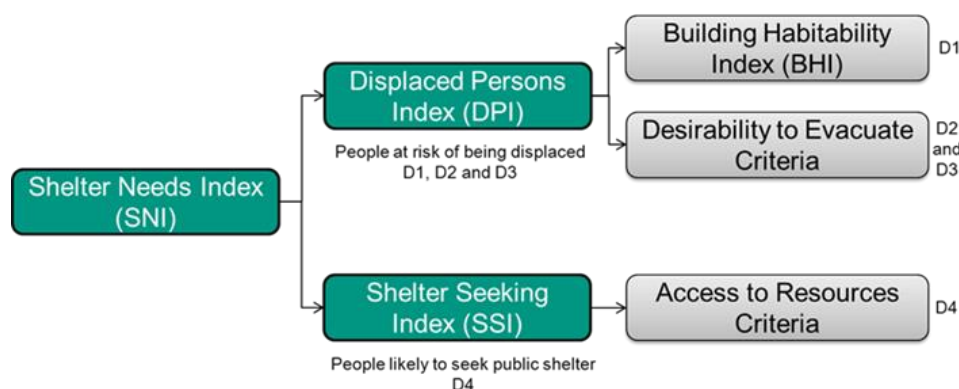 Shelter Needs Index
(SNI)
Displaced Persons
Index (DPI)
People at risk of being displaced
D1, D2 and D3
Building Habitability
Index (BHI)
D1
Desirability to Evacuate
Criteria
D2
and
D3
Shelter Seeking
Index (SSI)
People likely to seek public shelter
D4
Access to Resources
Criteria
D4